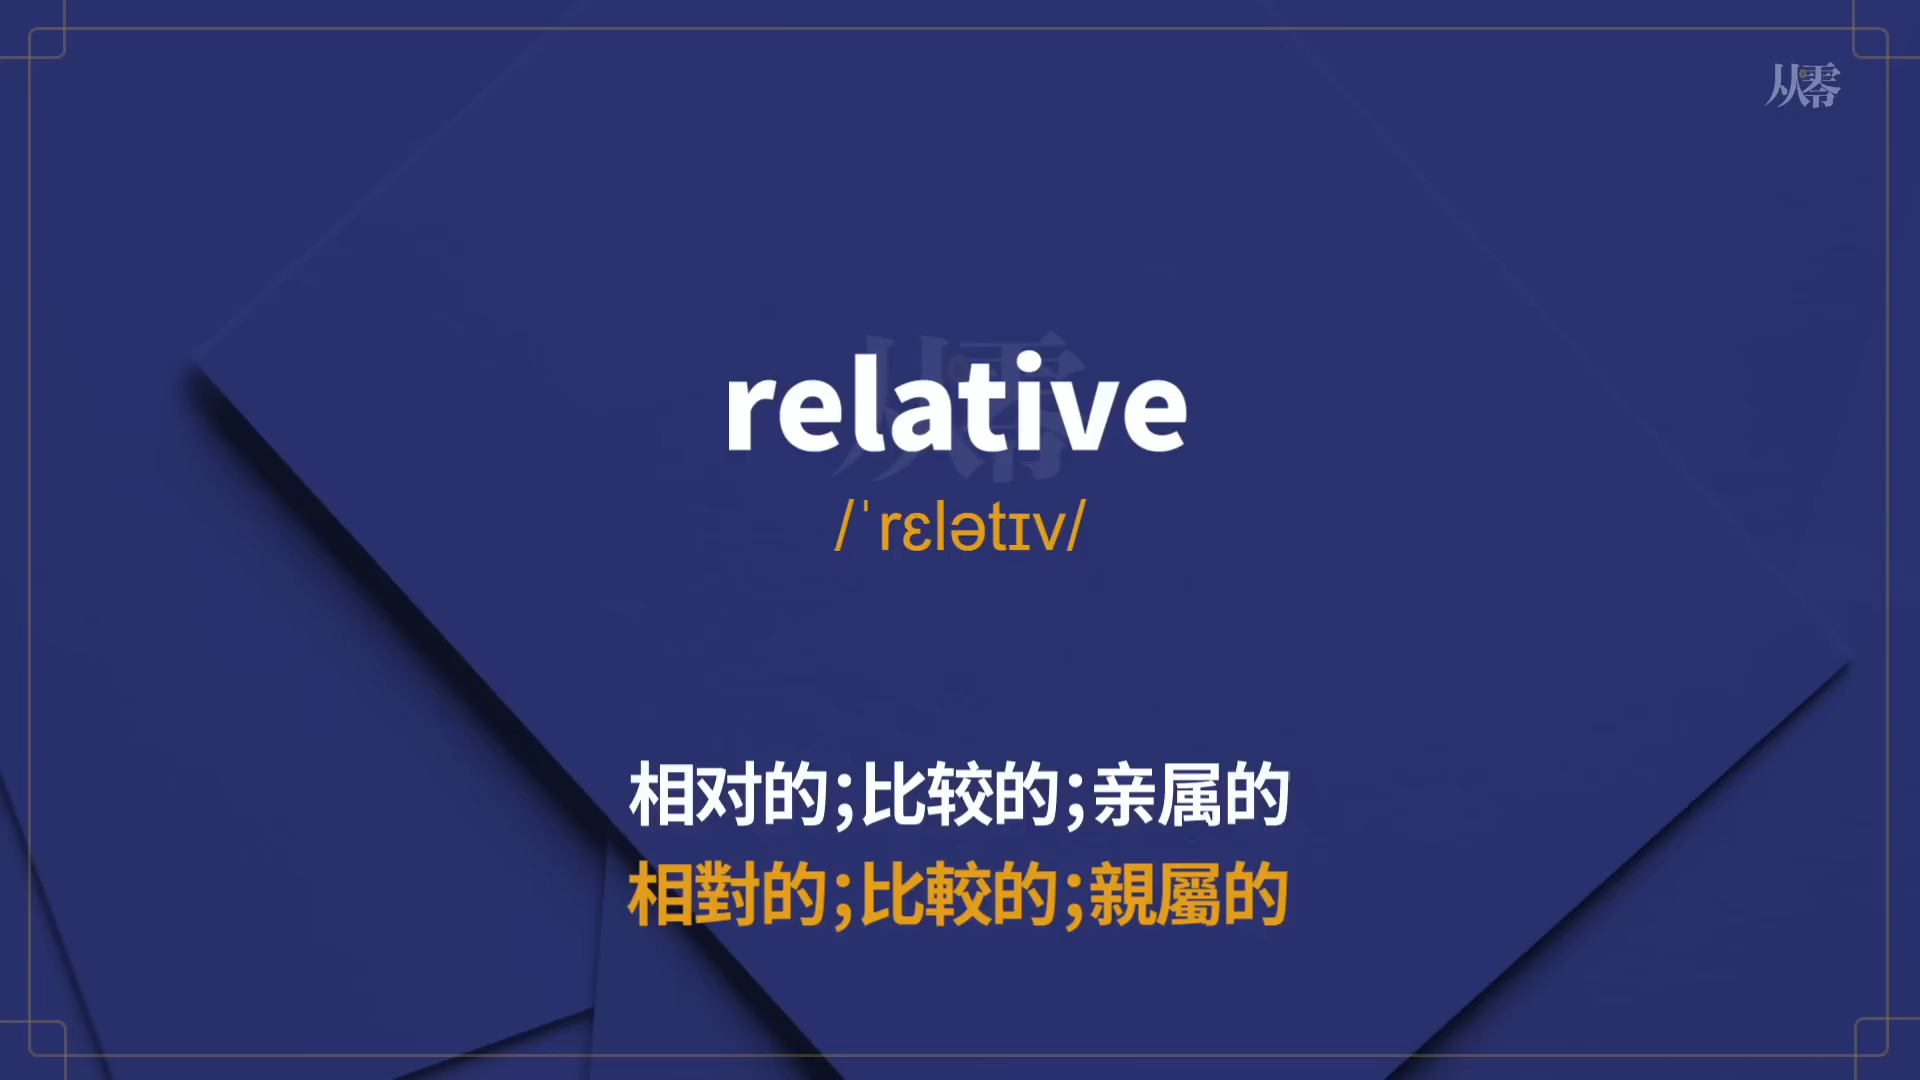 从零
relative
/ˈrɛlətɪv/
相对的;比较的;亲属的
相對的;比較的;親屬的